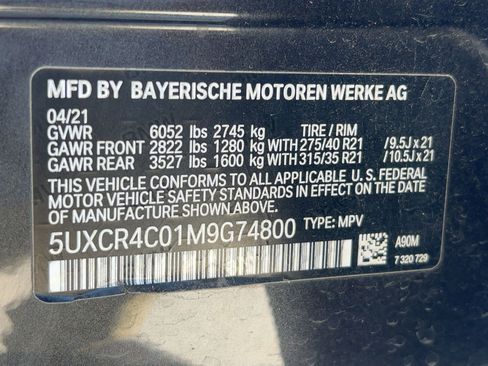 MFD BY BAYERISCHE MOTOREN WERKE AG
04/21
GVWR 6052 lbs 2745 kg TIRE / RIM
GAWR FRONT 2822 lbs 1280 kg WITH 275/40 R21 / 9.5J x 21
GAWR REAR 3527 lbs 1600 kg WITH 315/35 R21 / 10.5J x 21
THIS VEHICLE CONFORMS TO ALL APPLICABLE U. S. FEDERAL
MOTOR VEHICLE SAFETY STANDARDS IN EFFECT ON THE
DATE OF MANUFACTURE SHOWN ABOVE.
5UXCR4C01M9G74800 TYPE: MPV
A90M
7 320 729